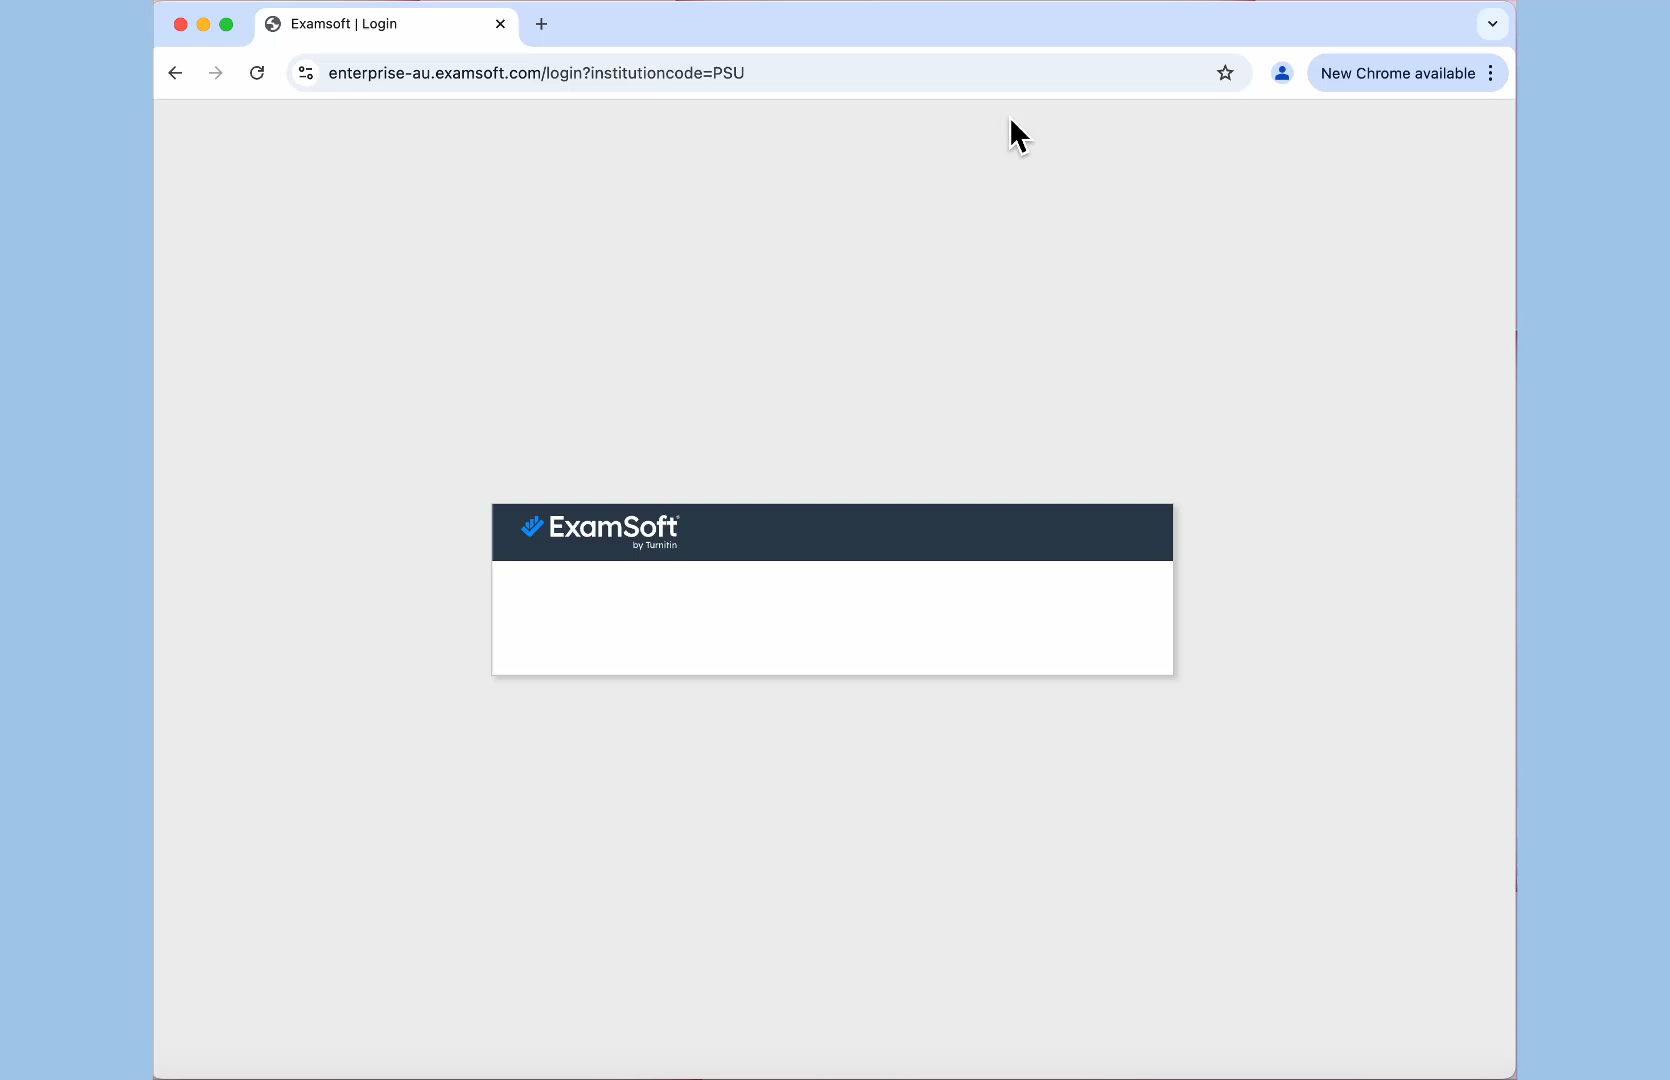 Examsoft | Login
enterprise-au.examsoft.com/login?institutioncode=PSU
New Chrome available
ExamSoft
by Turnitin